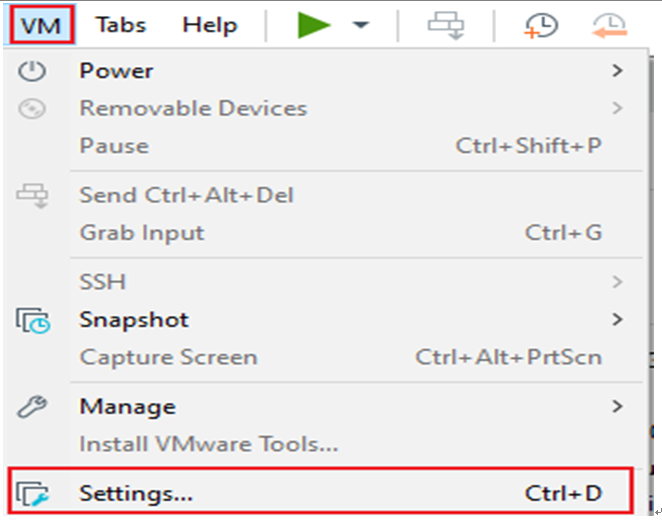 VM Tabs Help
Power
Removable Devices
Pause Ctrl+Shift+P
Send Ctrl+Alt+Del
Grab Input Ctrl+G
SSH
Snapshot
Capture Screen Ctrl+Alt+PrtScn
Manage
Install VMware Tools...
Settings... Ctrl+D